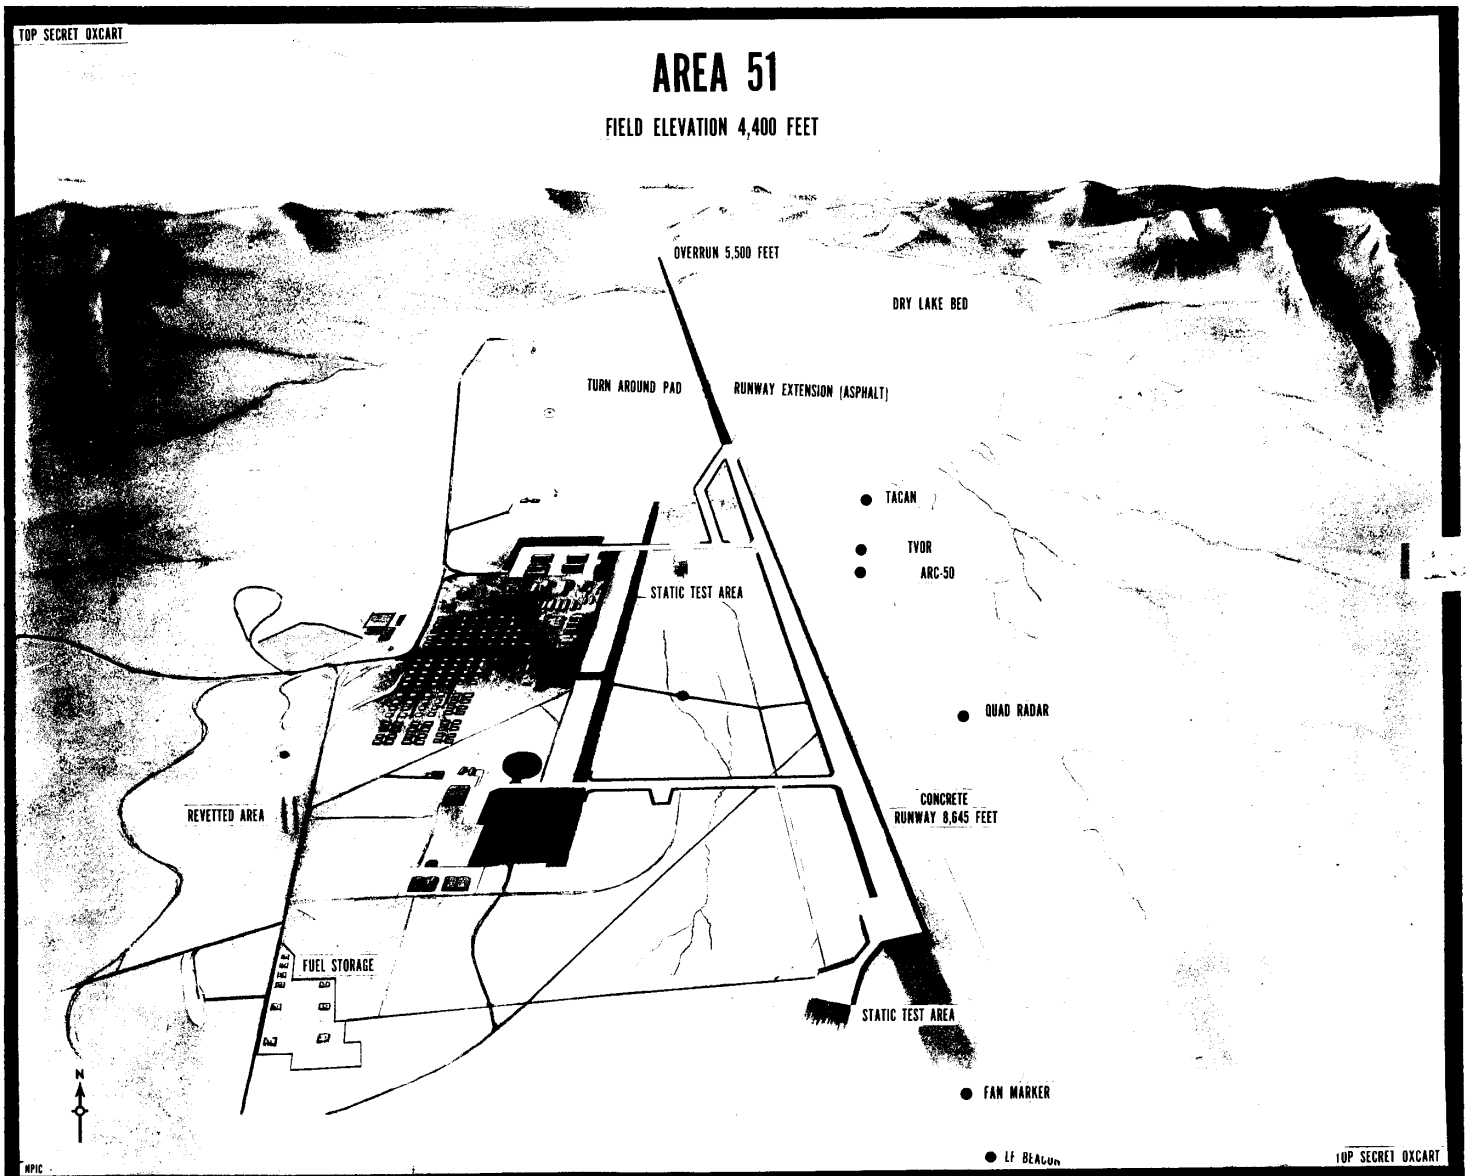 TOP SECRET OXCART
AREA 51
FIELD ELEVATION 4,400 FEET
OVERRUN 5,500 FEET
DRY LAKE BED
TURN AROUND PAD
RUNWAY EXTENSION (ASPHALT)
TACAN
TVOR
ARC-50
STATIC TEST AREA
QUAD RADAR
CONCRETE
RUNWAY 8,645 FEET
REVETTED AREA
FUEL STORAGE
STATIC TEST AREA
N
FAN MARKER
LF BEACON
TOP SECRET OXCART
NPIC